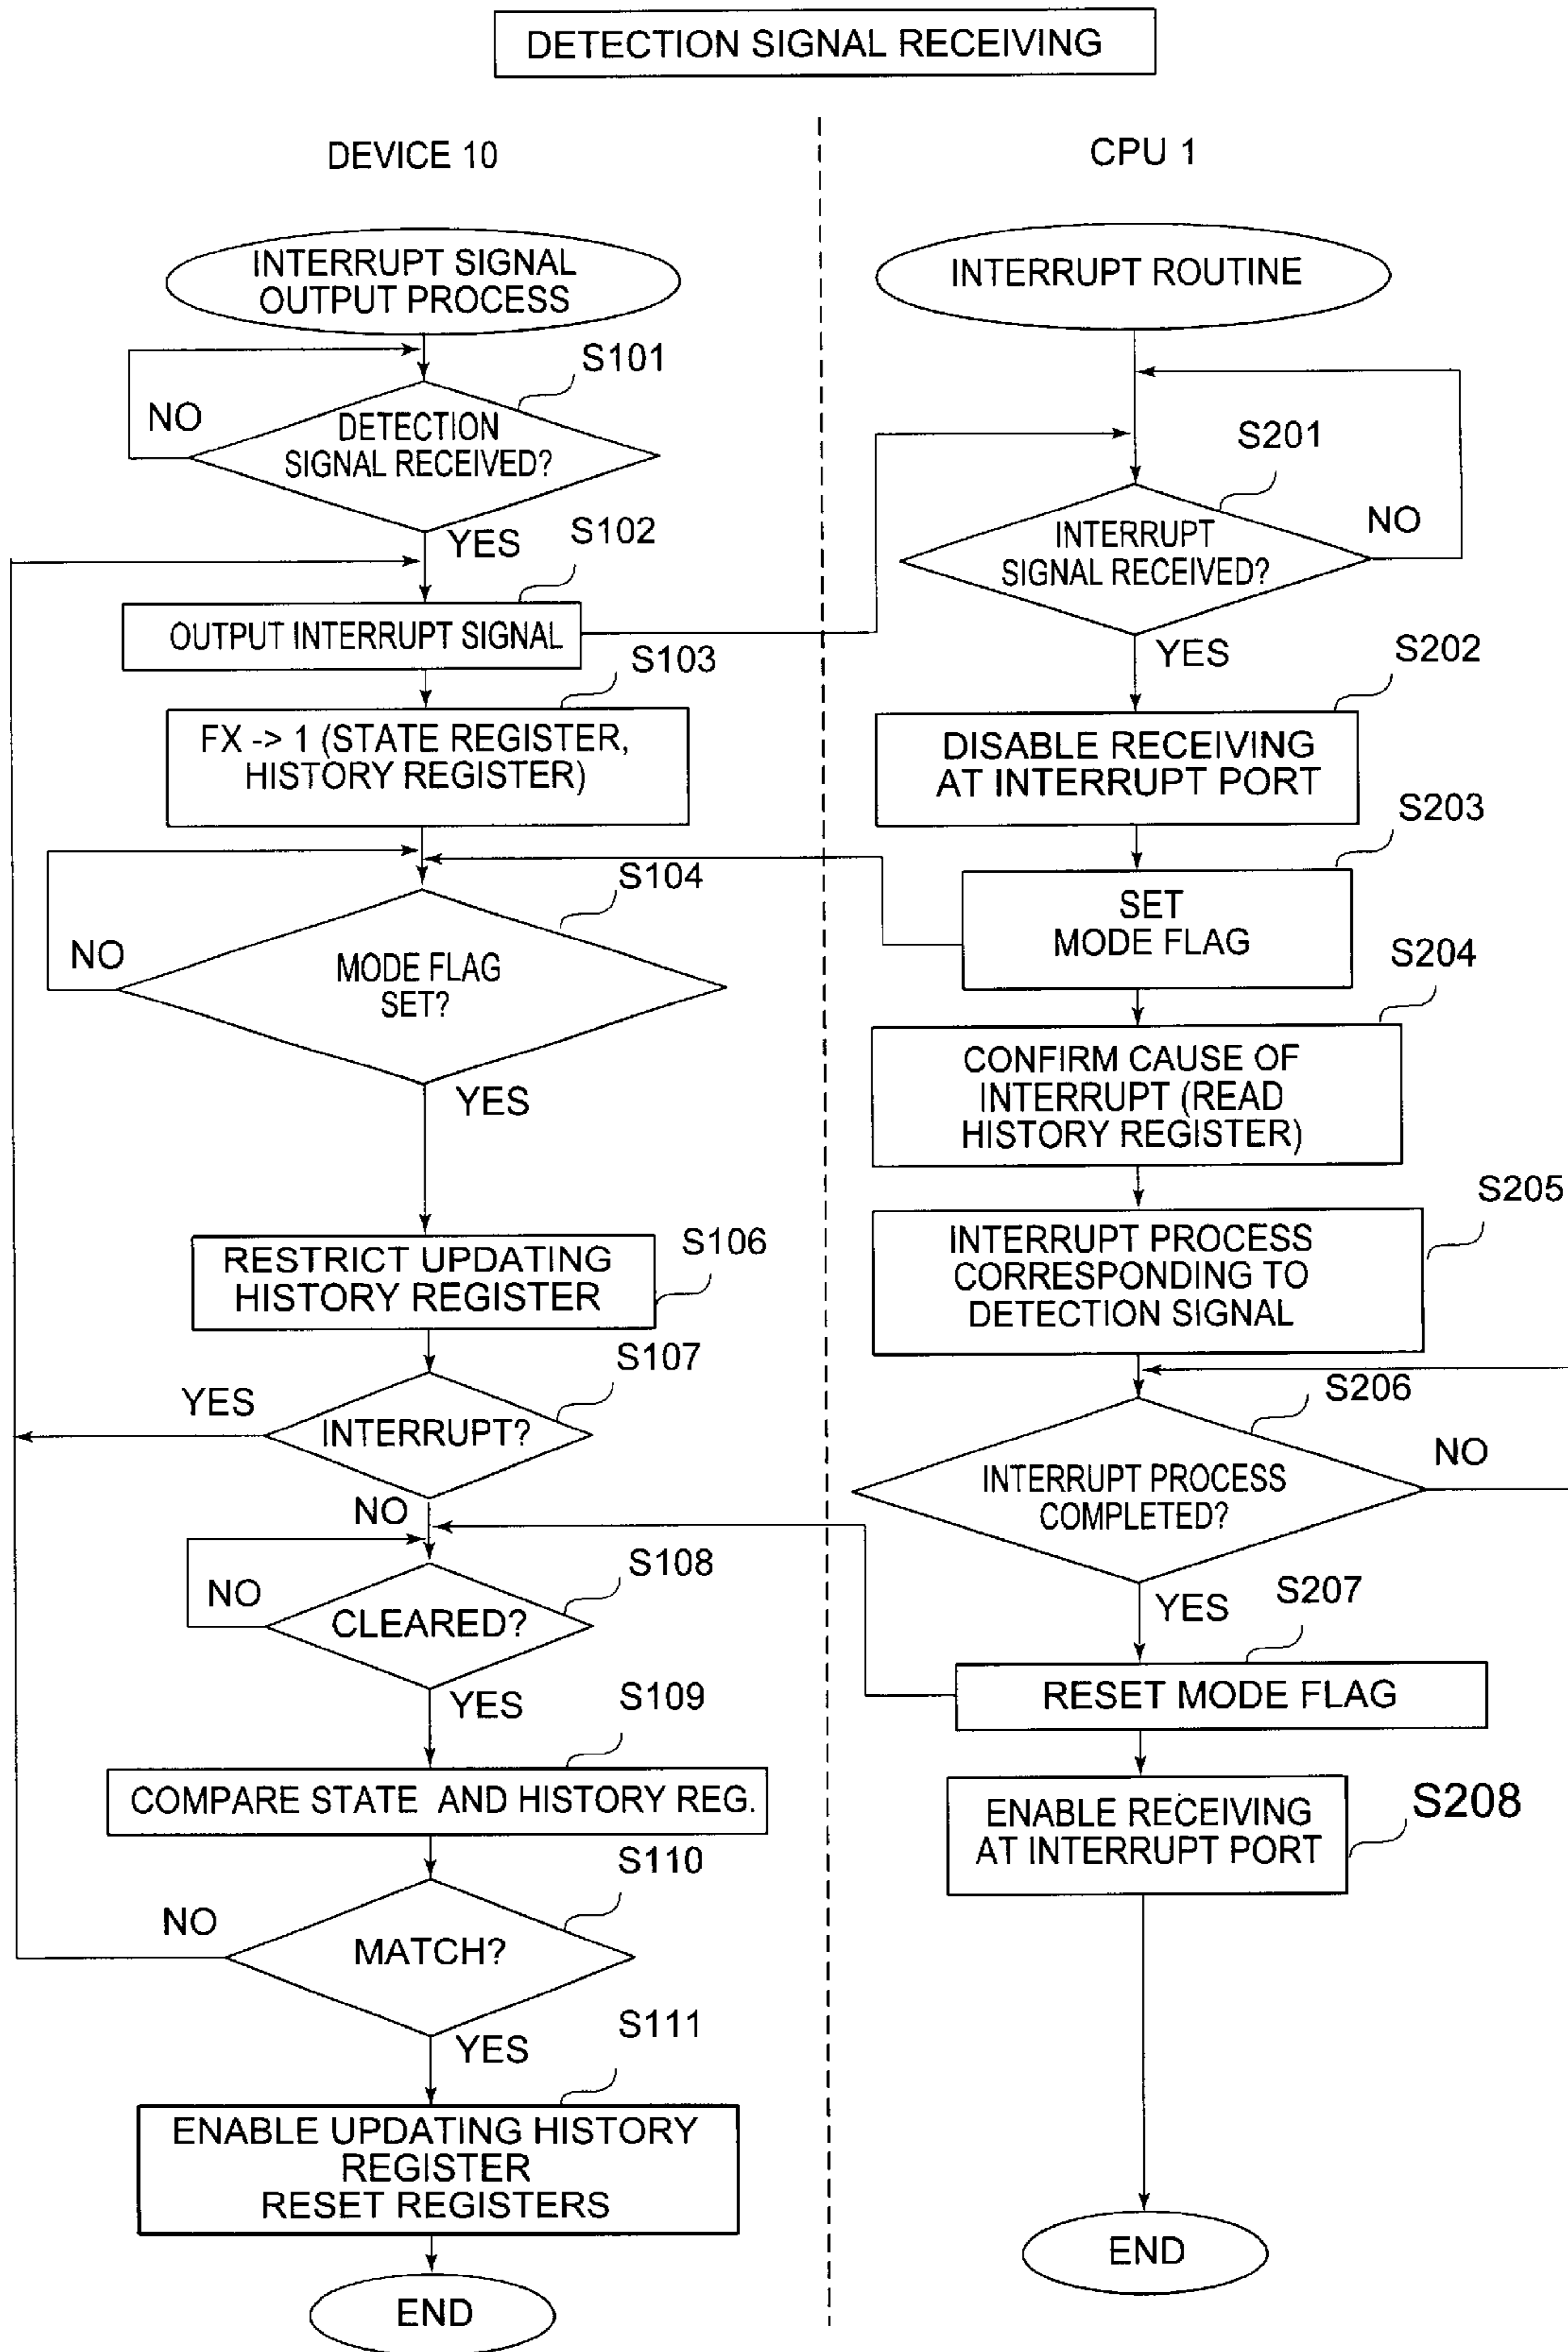 DETECTION SIGNAL RECEIVING
DEVICE 10
INTERRUPT SIGNAL
OUTPUT PROCESS
S101
NO
DETECTION
SIGNAL RECEIVED?
YES
S102
OUTPUT INTERRUPT SIGNAL
S103
FX -> 1 (STATE REGISTER,
HISTORY REGISTER)
S104
NO
MODE FLAG
SET?
YES
RESTRICT UPDATING
HISTORY REGISTER
S106
S107
YES
INTERRUPT?
NO
S108
NO
CLEARED?
YES
S109
COMPARE STATE AND HISTORY REG.
S110
NO
MATCH?
YES
S111
ENABLE UPDATING HISTORY
REGISTER
RESET REGISTERS
END
CPU 1
INTERRUPT ROUTINE
S201
NO
INTERRUPT
SIGNAL RECEIVED?
YES
S202
DISABLE RECEIVING
AT INTERRUPT PORT
S203
SET
MODE FLAG
S204
CONFIRM CAUSE OF
INTERRUPT (READ
HISTORY REGISTER)
S205
INTERRUPT PROCESS
CORRESPONDING TO
DETECTION SIGNAL
S206
NO
INTERRUPT PROCESS
COMPLETED?
YES
S207
RESET MODE FLAG
ENABLE RECEIVING
AT INTERRUPT PORT
S208
END